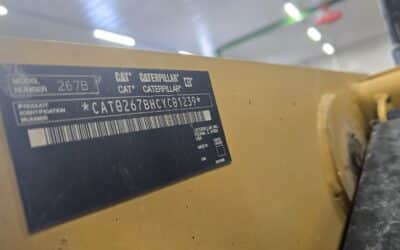 MODEL NUMBER 267B CAT CATERPILLAR CAT
CAT CATERPILLAR
PRODUCT IDENTIFICATION NUMBER *CAT0267BHCYC01239*